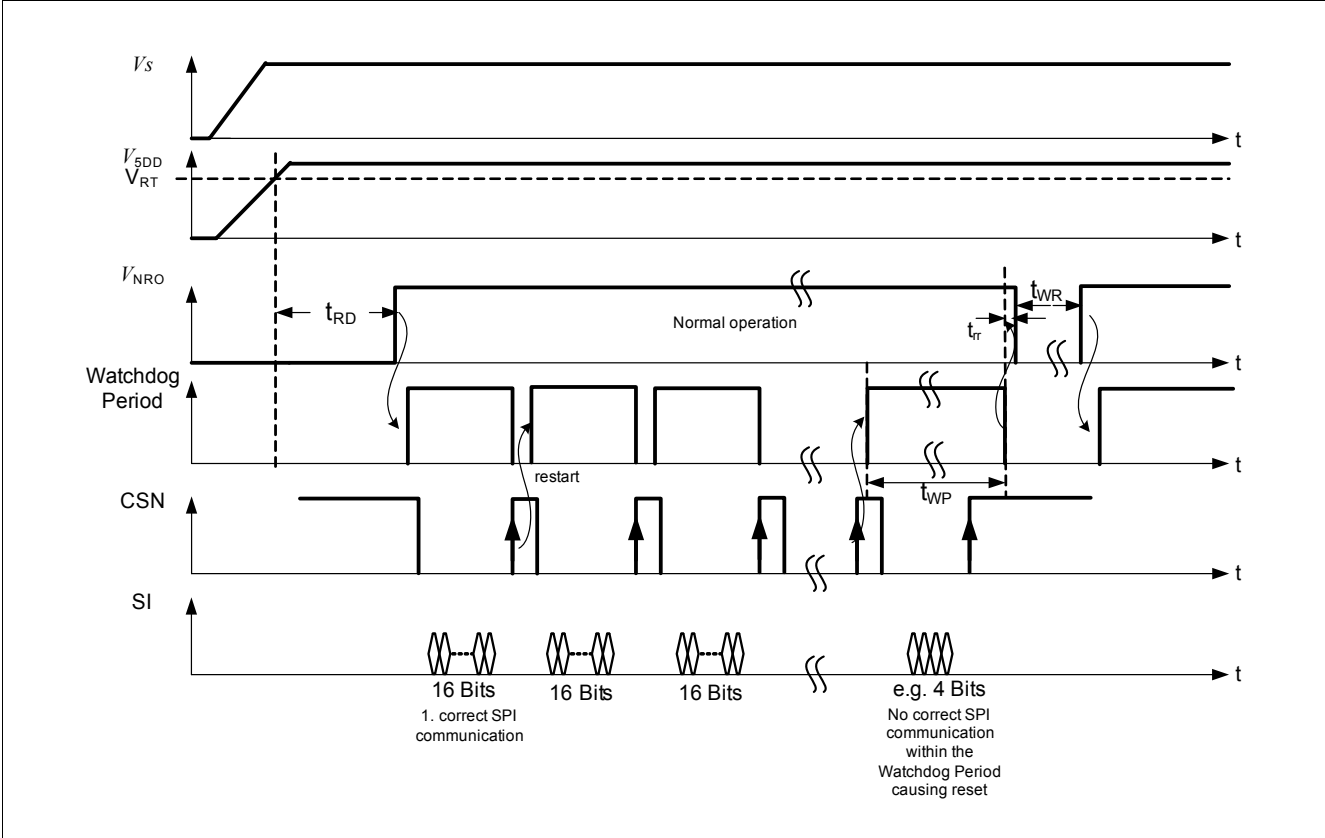 Vs
t
V5DD
VRT
t
VNRO
tRD
Normal operation
trr
tWR
t
Watchdog
Period
restart
tWP
t
CSN
t
SI
t
16 Bits
16 Bits
16 Bits
e.g. 4 Bits
1. correct SPI
communication
No correct SPI
communication
within the
Watchdog Period
causing reset